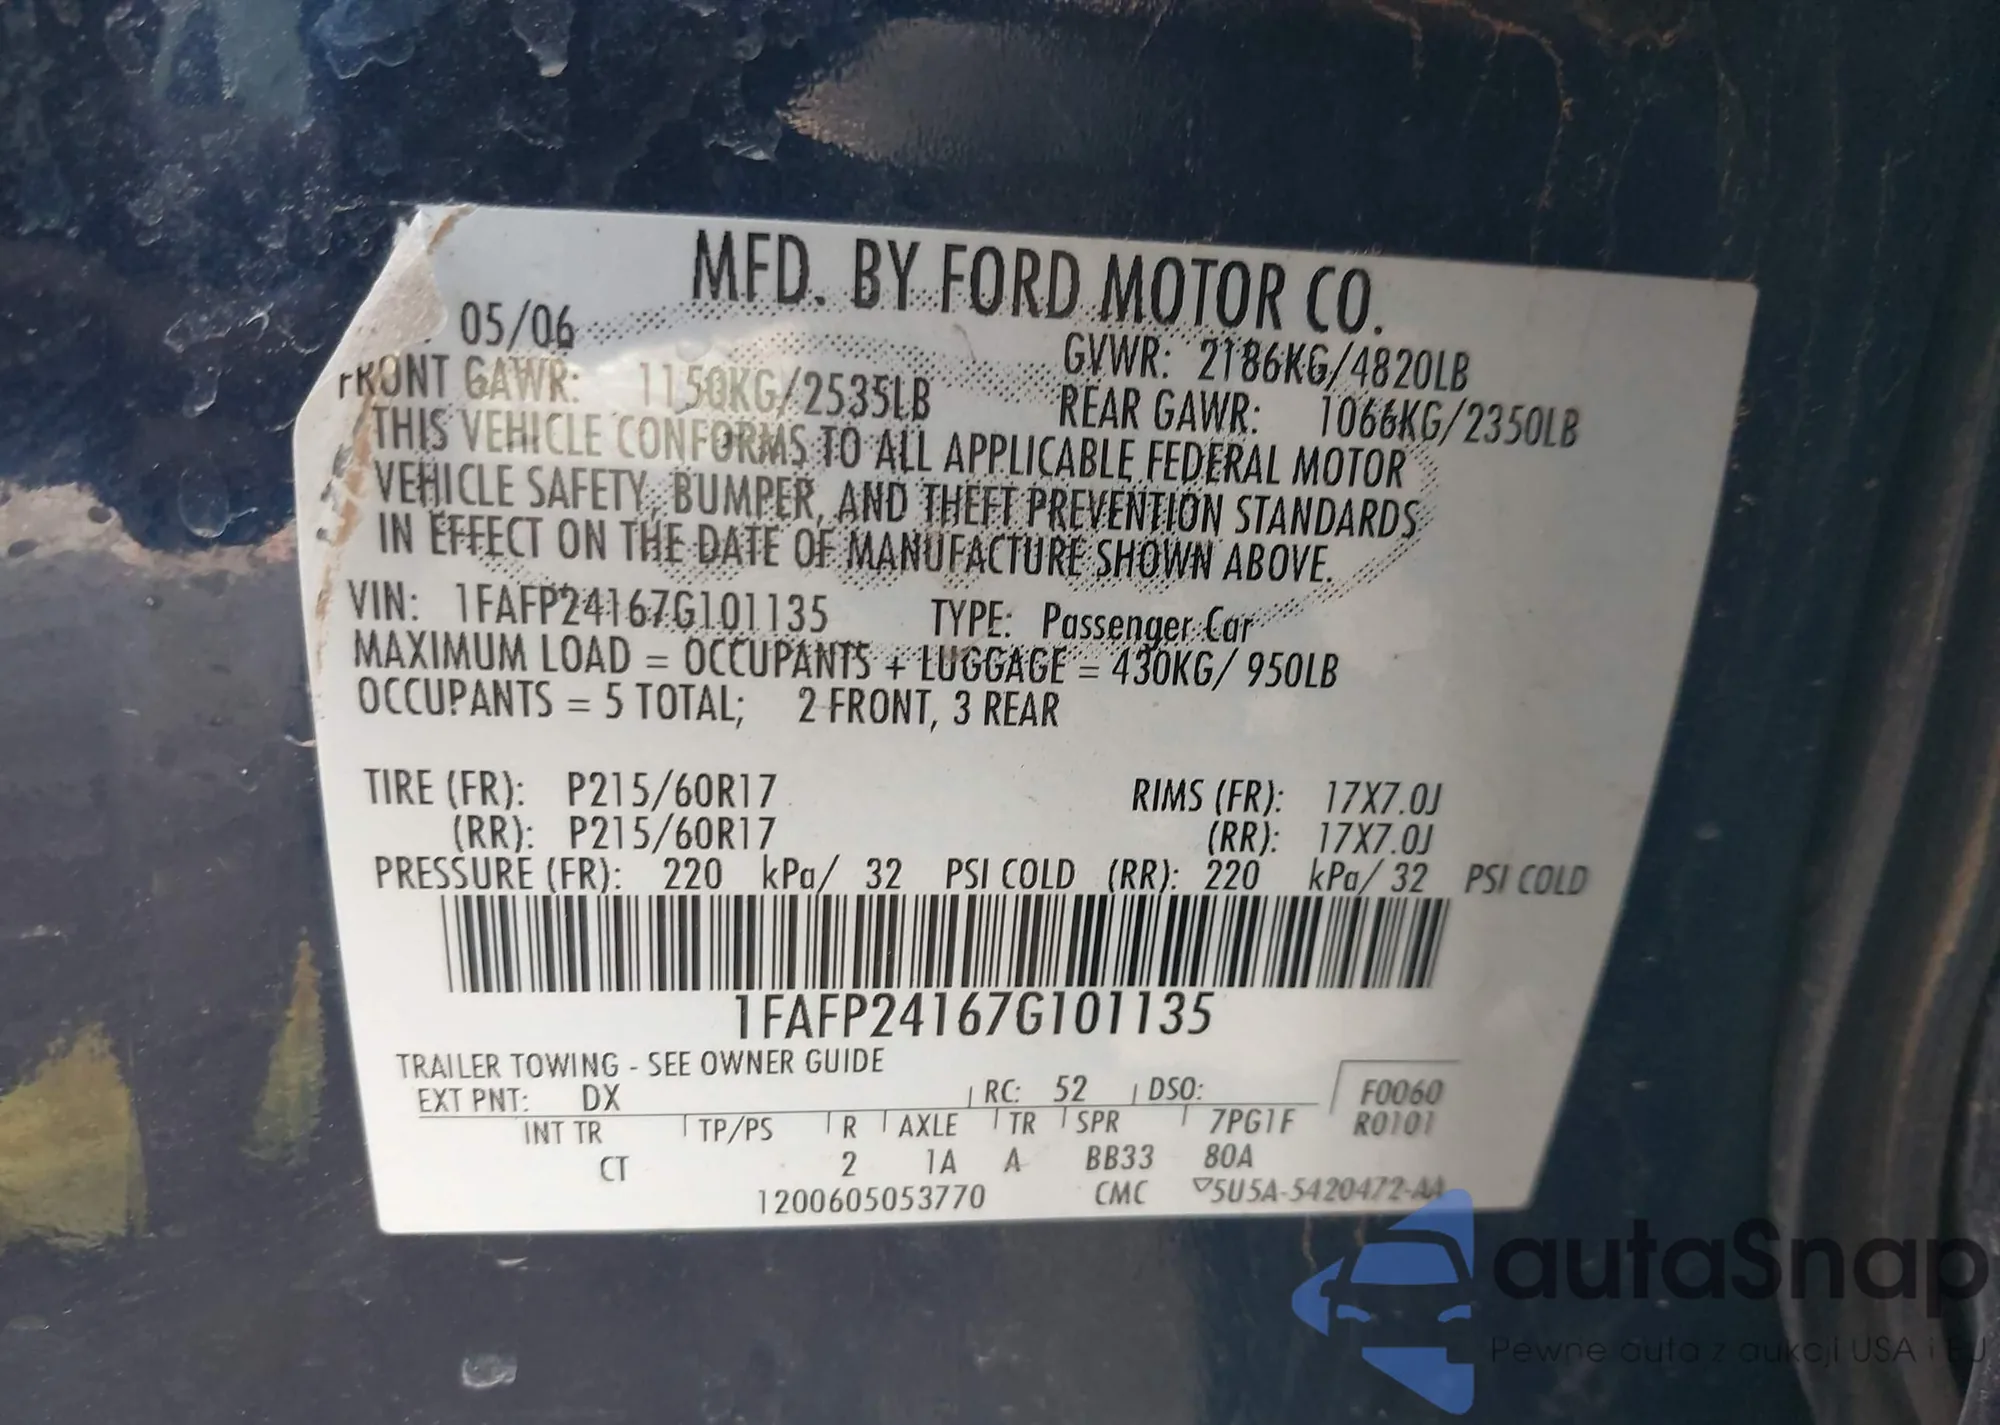 MFD. BY FORD MOTOR CO.
05/06
GVWR: 2186KG/4820LB
FRONT GAWR: 1150KG/2535LB REAR GAWR: 1066KG/2350LB
THIS VEHICLE CONFORMS TO ALL APPLICABLE FEDERAL MOTOR
VEHICLE SAFETY, BUMPER, AND THEFT PREVENTION STANDARDS
IN EFFECT ON THE DATE OF MANUFACTURE SHOWN ABOVE.
VIN: 1FAFP24167G101135 TYPE: Passenger Car
MAXIMUM LOAD = OCCUPANTS + LUGGAGE = 430KG/ 950LB
OCCUPANTS = 5 TOTAL; 2 FRONT, 3 REAR
TIRE (FR): P215/60R17 RIMS (FR): 17X7.0J
(RR): P215/60R17 (RR): 17X7.0J
PRESSURE (FR): 220 kPa/ 32 PSI COLD (RR): 220 kPa/ 32 PSI COLD
1FAFP24167G101135
TRAILER TOWING - SEE OWNER GUIDE
EXT PNT: DX RC: 52 DSO: F0060
INT TR TP/PS R AXLE TR SPR 7PG1F R0101
CT 2 1A A BB33 80A
1200605053770 CMC ▽5U5A-5420472-AA
autaSnap
Pewne auta z aukcji USA i EU